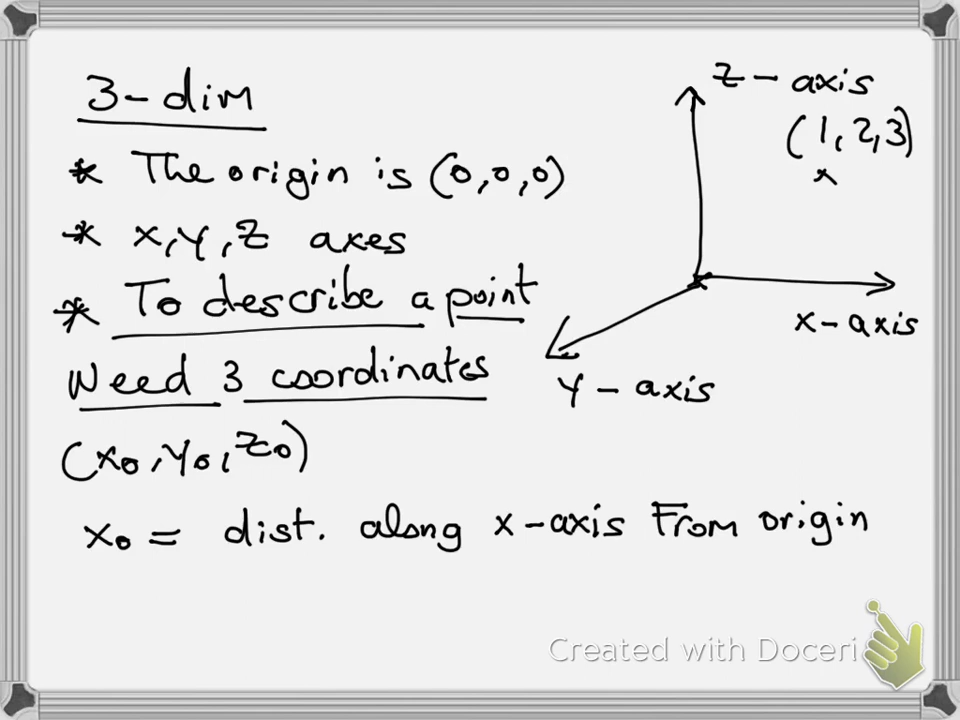 3-dim
* The origin is (0,0,0)
* x,y,z axes
* To describe a point
Need 3 coordinates
(x₀,y₀,z₀)
x₀ = dist. along x-axis From origin
z-axis
(1,2,3)
x
x-axis
y-axis
Created with Doceri